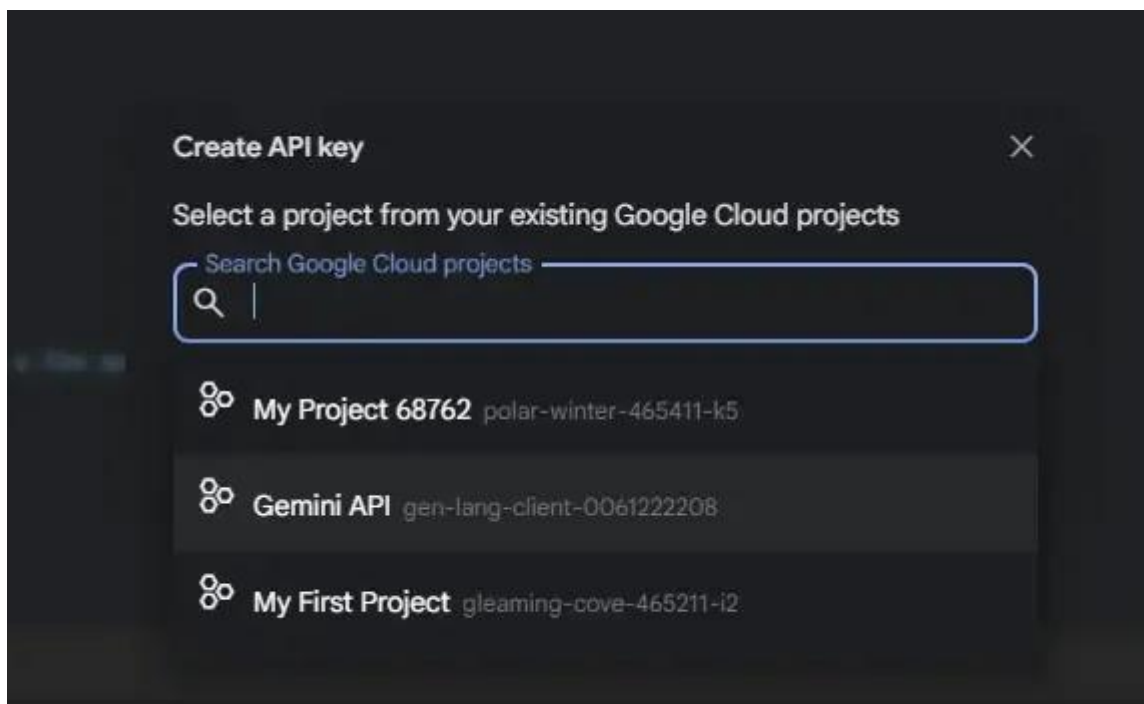 Create API key
Select a project from your existing Google Cloud projects
Search Google Cloud projects
My Project 68762 polar-winter-465411-k5
Gemini API gen-lang-client-0061222208
My First Project gleaming-cove-465211-i2